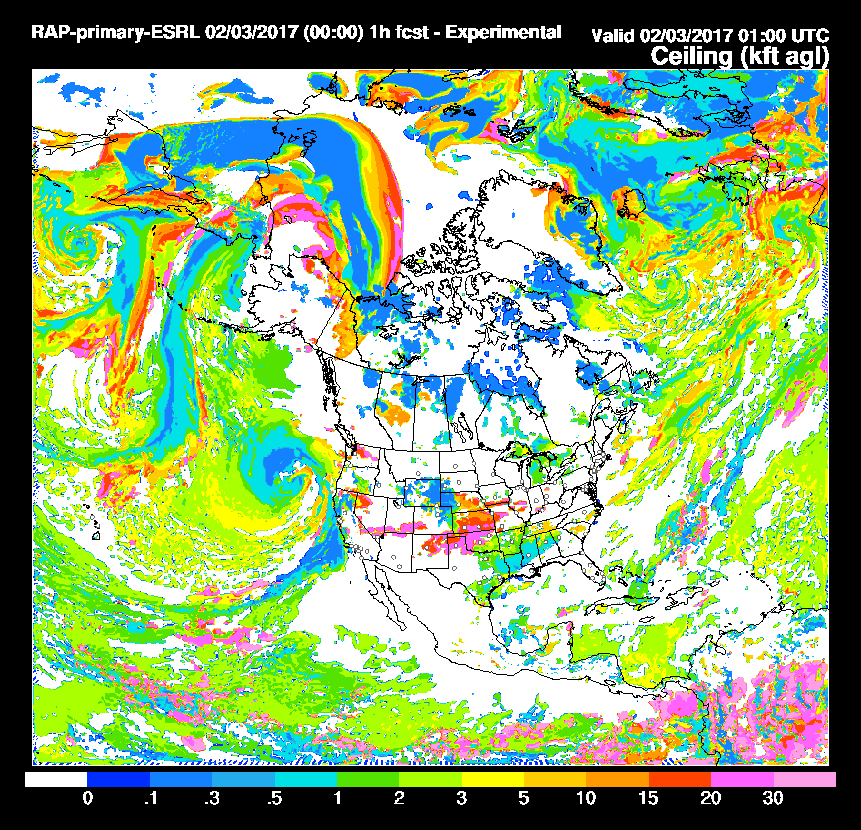 RAP-primary-ESRL 02/03/2017 (00:00) 1h fcst - Experimental
Valid 02/03/2017 01:00 UTC
Ceiling (kft agl)
0 .1 .3 .5 1 2 3 5 10 15 20 30